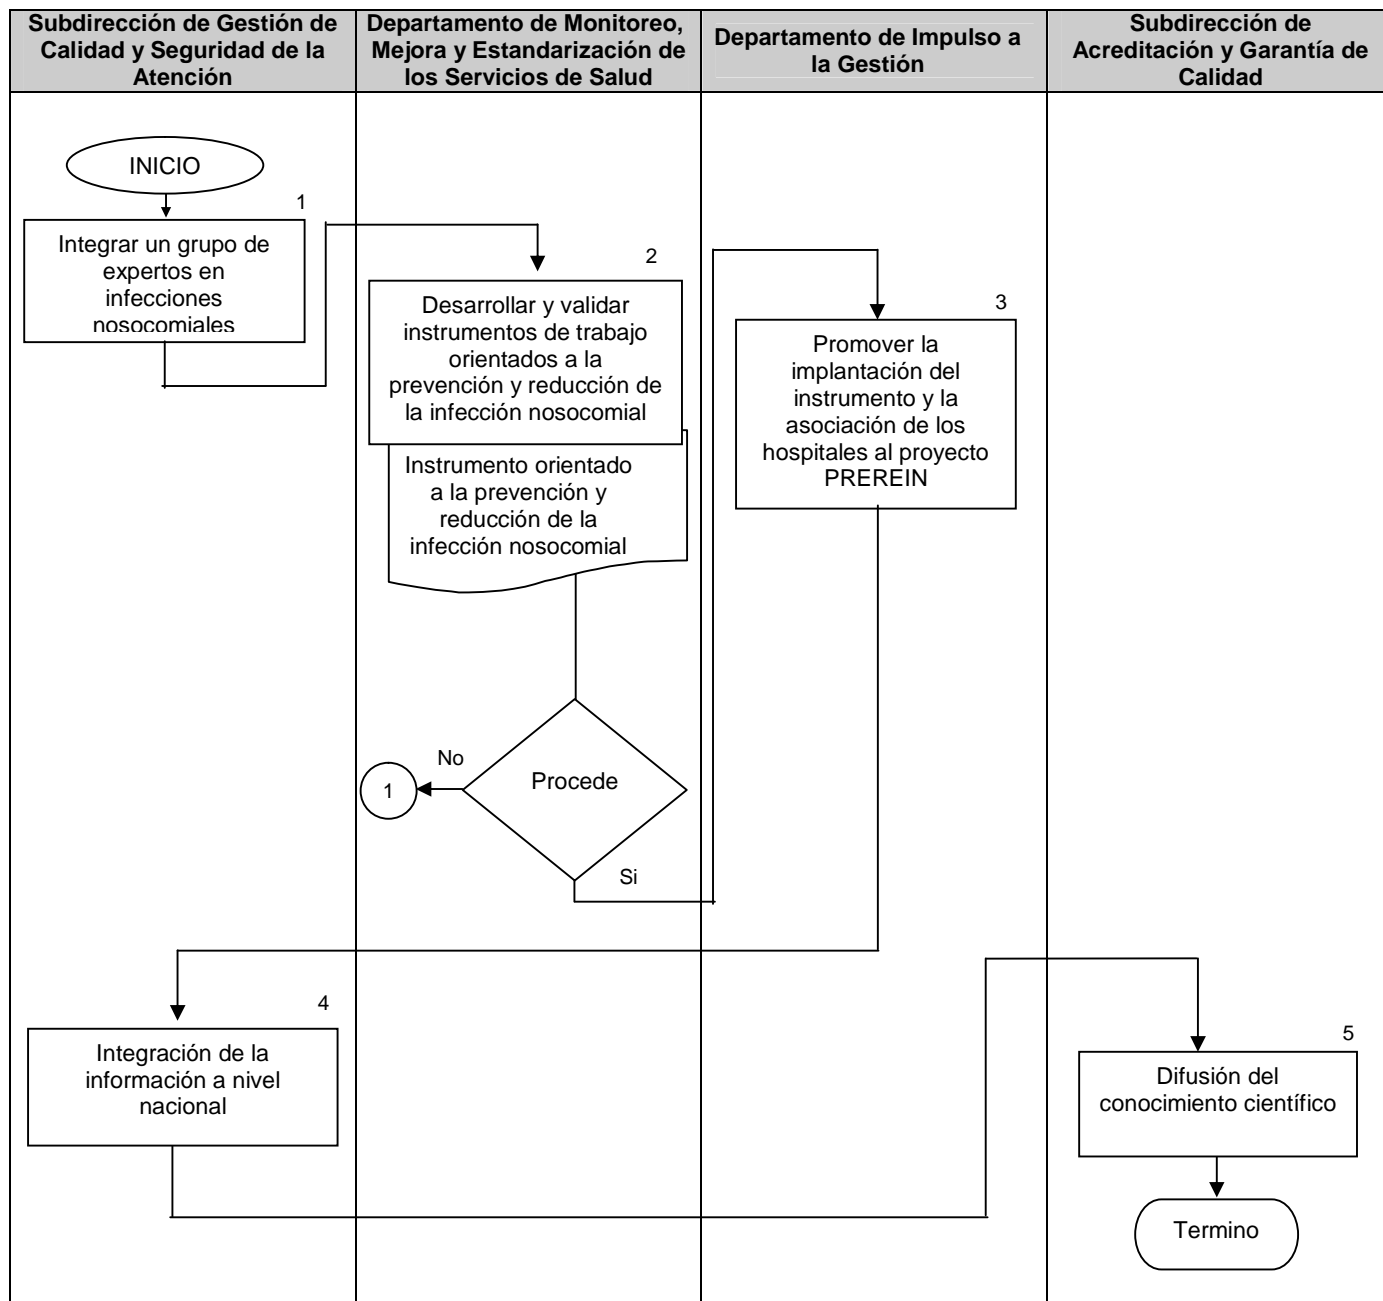 Subdirección de Gestión de
Calidad y Seguridad de la
Atención
Departamento de Monitoreo,
Mejora y Estandarización de
los Servicios de Salud
Departamento de Impulso a
la Gestión
Subdirección de
Acreditación y Garantía de
Calidad
INICIO
1
Integrar un grupo de
expertos en
infecciones
nosocomiales
2
Desarrollar y validar
instrumentos de trabajo
orientados a la
prevención y reducción de
la infección nosocomial
Instrumento orientado
a la prevención y
reducción de la
infección nosocomial
3
Promover la
implantación del
instrumento y la
asociación de los
hospitales al proyecto
PREREIN
No
1
Procede
Si
4
Integración de la
información a nivel
nacional
5
Difusión del
conocimiento científico
Termino